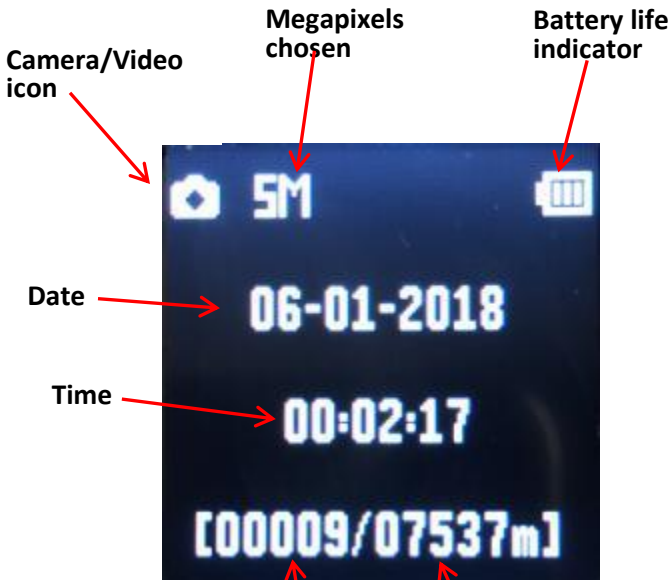 Megapixels
chosen
Battery life
indicator
Camera/Video
icon
5M
Date
06-01-2018
Time
00:02:17
[00009/07537m]